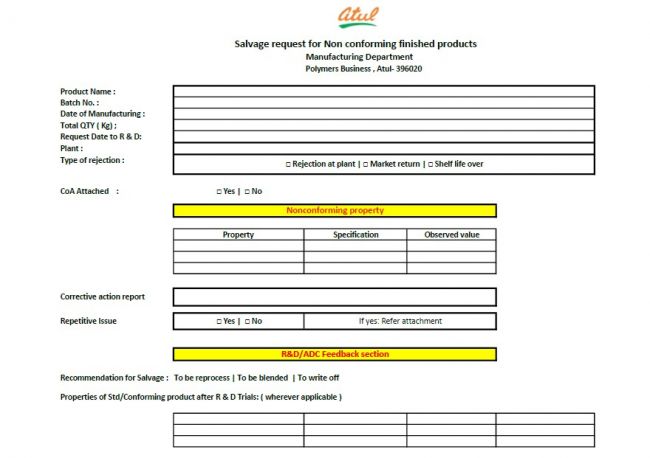 atul
Salvage request for Non conforming finished products
Manufacturing Department
Polymers Business , Atul- 396020
Product Name :
Batch No. :
Date of Manufacturing :
Total QTY ( Kg) ;
Request Date to R & D:
Plant :
Type of rejection : □ Rejection at plant | □ Market return | □ Shelf life over
CoA Attached : □ Yes | □ No
Nonconforming property
Property Specification Observed value
Corrective action report
Repetitive Issue □ Yes | □ No If yes: Refer attachment
R&D/ADC Feedback section
Recommendation for Salvage : To be reprocess | To be blended | To write off
Properties of Std/Conforming product after R & D Trials: ( wherever applicable )